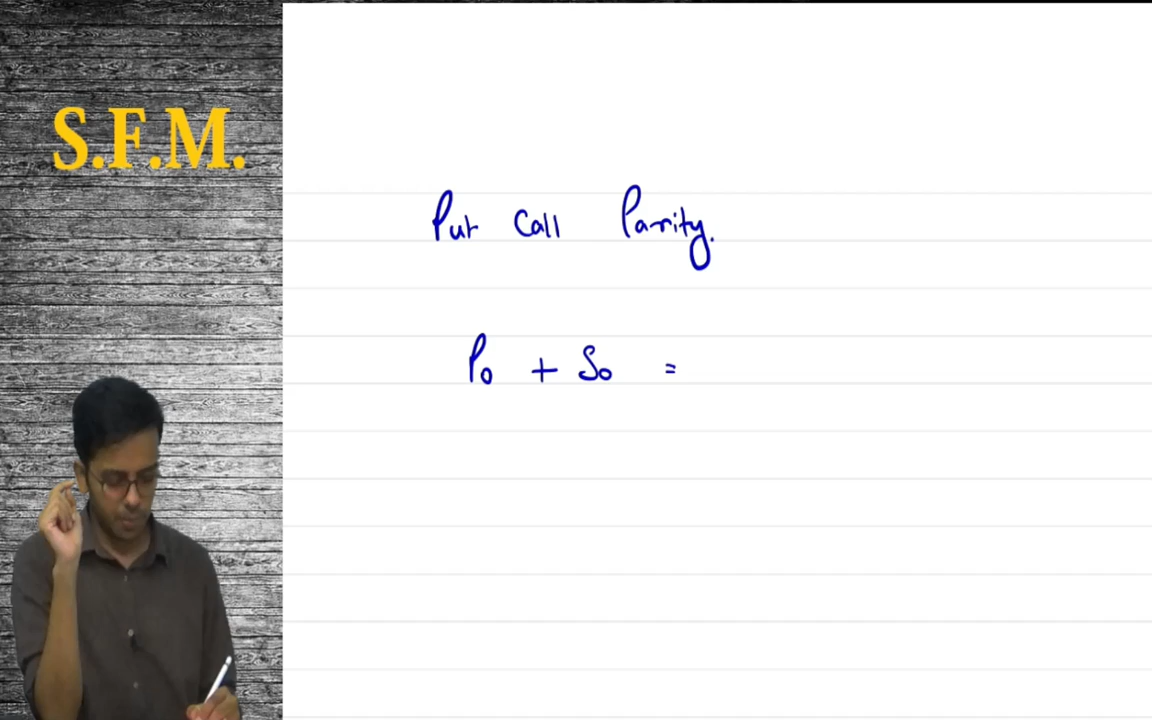 S.F.M.
Put Call Parity.
P₀ + S₀ =